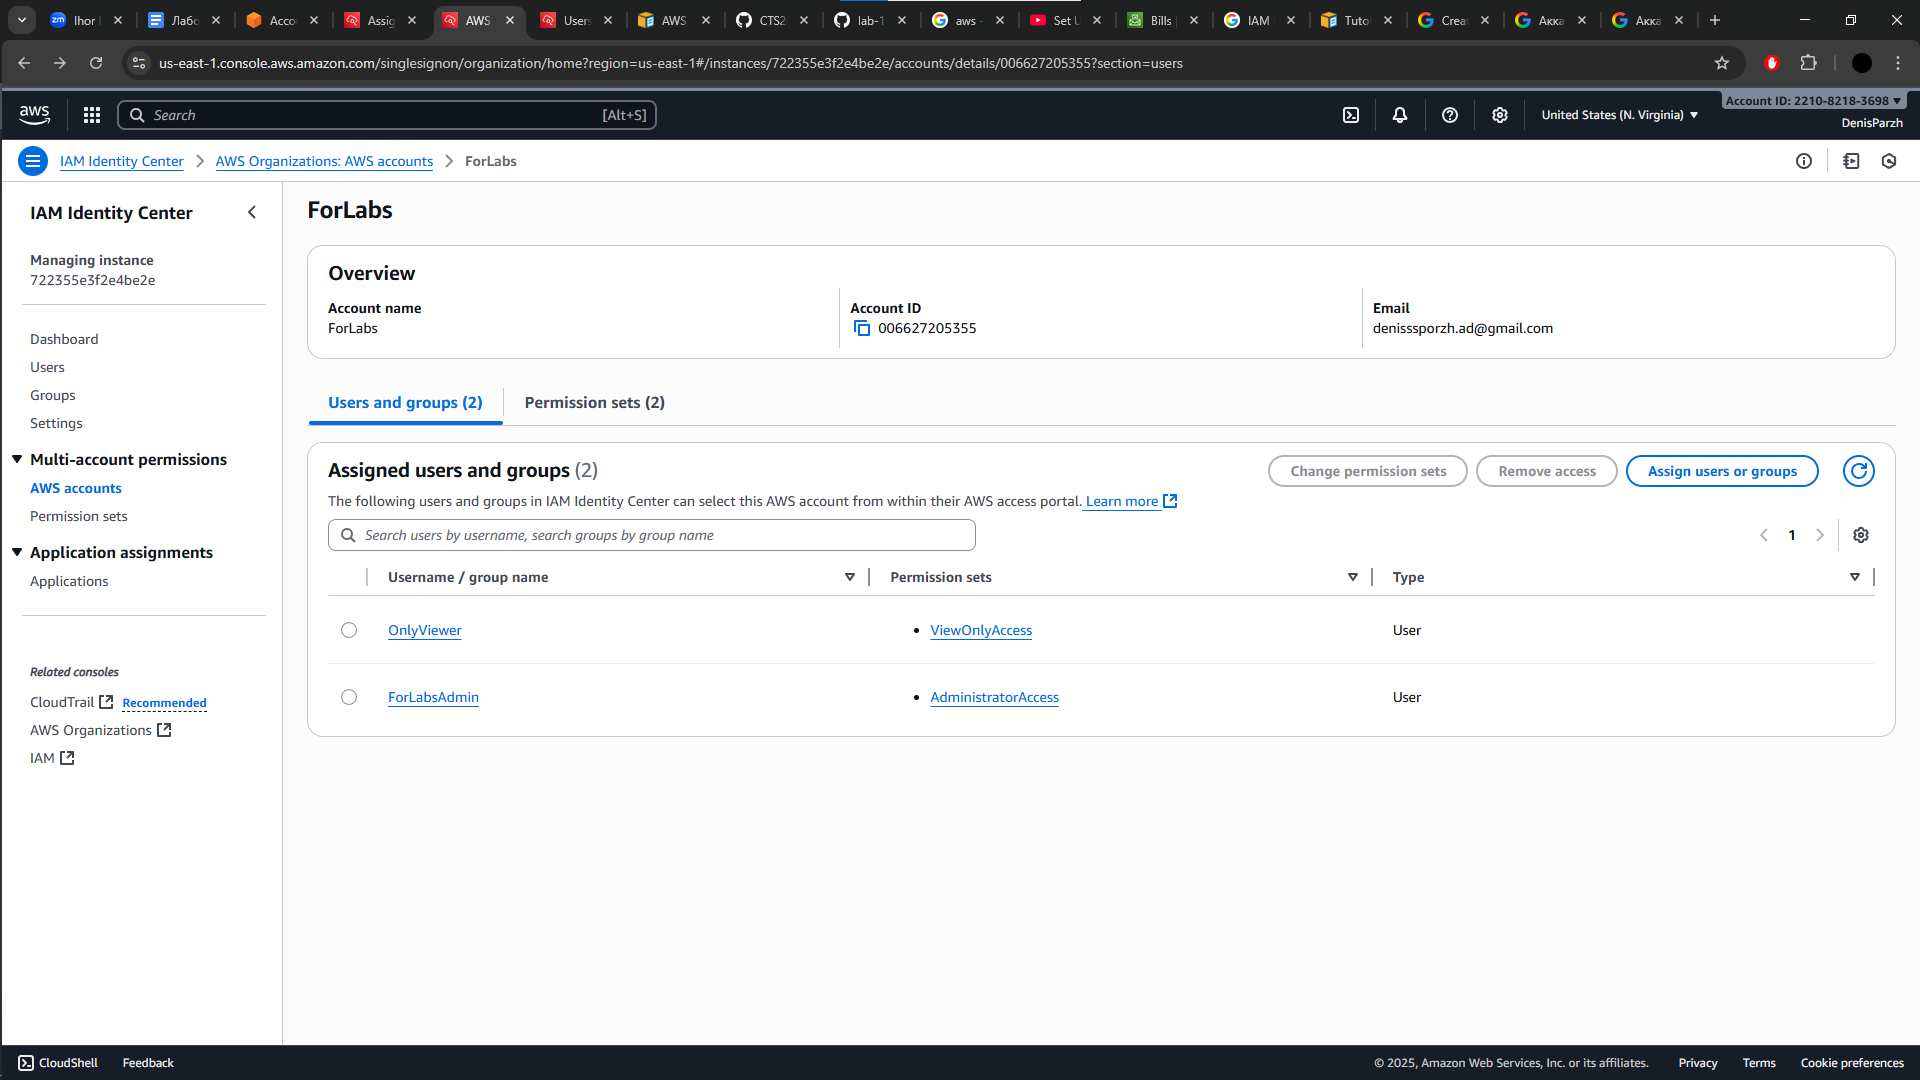 Ihor
Лабо
Acco
Assig
AWS
Users
AWS
CTS2
lab-1
aws -
Set U
Bills
IAM
Tuto
Crea
Акка
Акка
us-east-1.console.aws.amazon.com/singlesignon/organization/home?region=us-east-1#/instances/722355e3f2e4be2e/accounts/details/006627205355?section=users
aws
Search
[Alt+S]
United States (N. Virginia)
Account ID: 2210-8218-3698
DenisParzh
IAM Identity Center
AWS Organizations: AWS accounts
ForLabs
IAM Identity Center
Managing instance
722355e3f2e4be2e
Dashboard
Users
Groups
Settings
Multi-account permissions
AWS accounts
Permission sets
Application assignments
Applications
Related consoles
CloudTrail Recommended
AWS Organizations
IAM
ForLabs
Overview
Account name
ForLabs
Account ID
006627205355
Email
denisssporzh.ad@gmail.com
Users and groups (2)
Permission sets (2)
Assigned users and groups (2)
Change permission sets
Remove access
Assign users or groups
The following users and groups in IAM Identity Center can select this AWS account from within their AWS access portal. Learn more
Search users by username, search groups by group name
1
Username / group name
Permission sets
Type
OnlyViewer
ViewOnlyAccess
User
ForLabsAdmin
AdministratorAccess
User
CloudShell
Feedback
© 2025, Amazon Web Services, Inc. or its affiliates.
Privacy
Terms
Cookie preferences